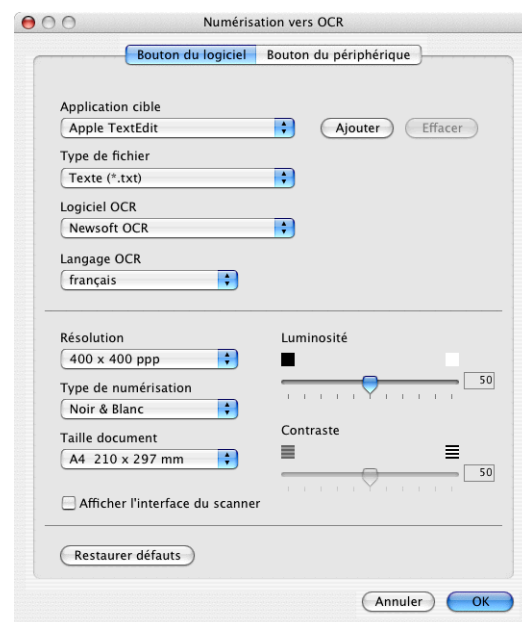 Numérisation vers OCR
Bouton du logiciel Bouton du périphérique
Application cible
Apple TextEdit Ajouter Effacer
Type de fichier
Texte (*.txt)
Logiciel OCR
Newsoft OCR
Langage OCR
français
Résolution Luminosité
400 x 400 ppp
50
Type de numérisation
Noir & Blanc
Contraste
Taille document
A4 210 x 297 mm
50
Afficher l'interface du scanner
Restaurer défauts
Annuler OK